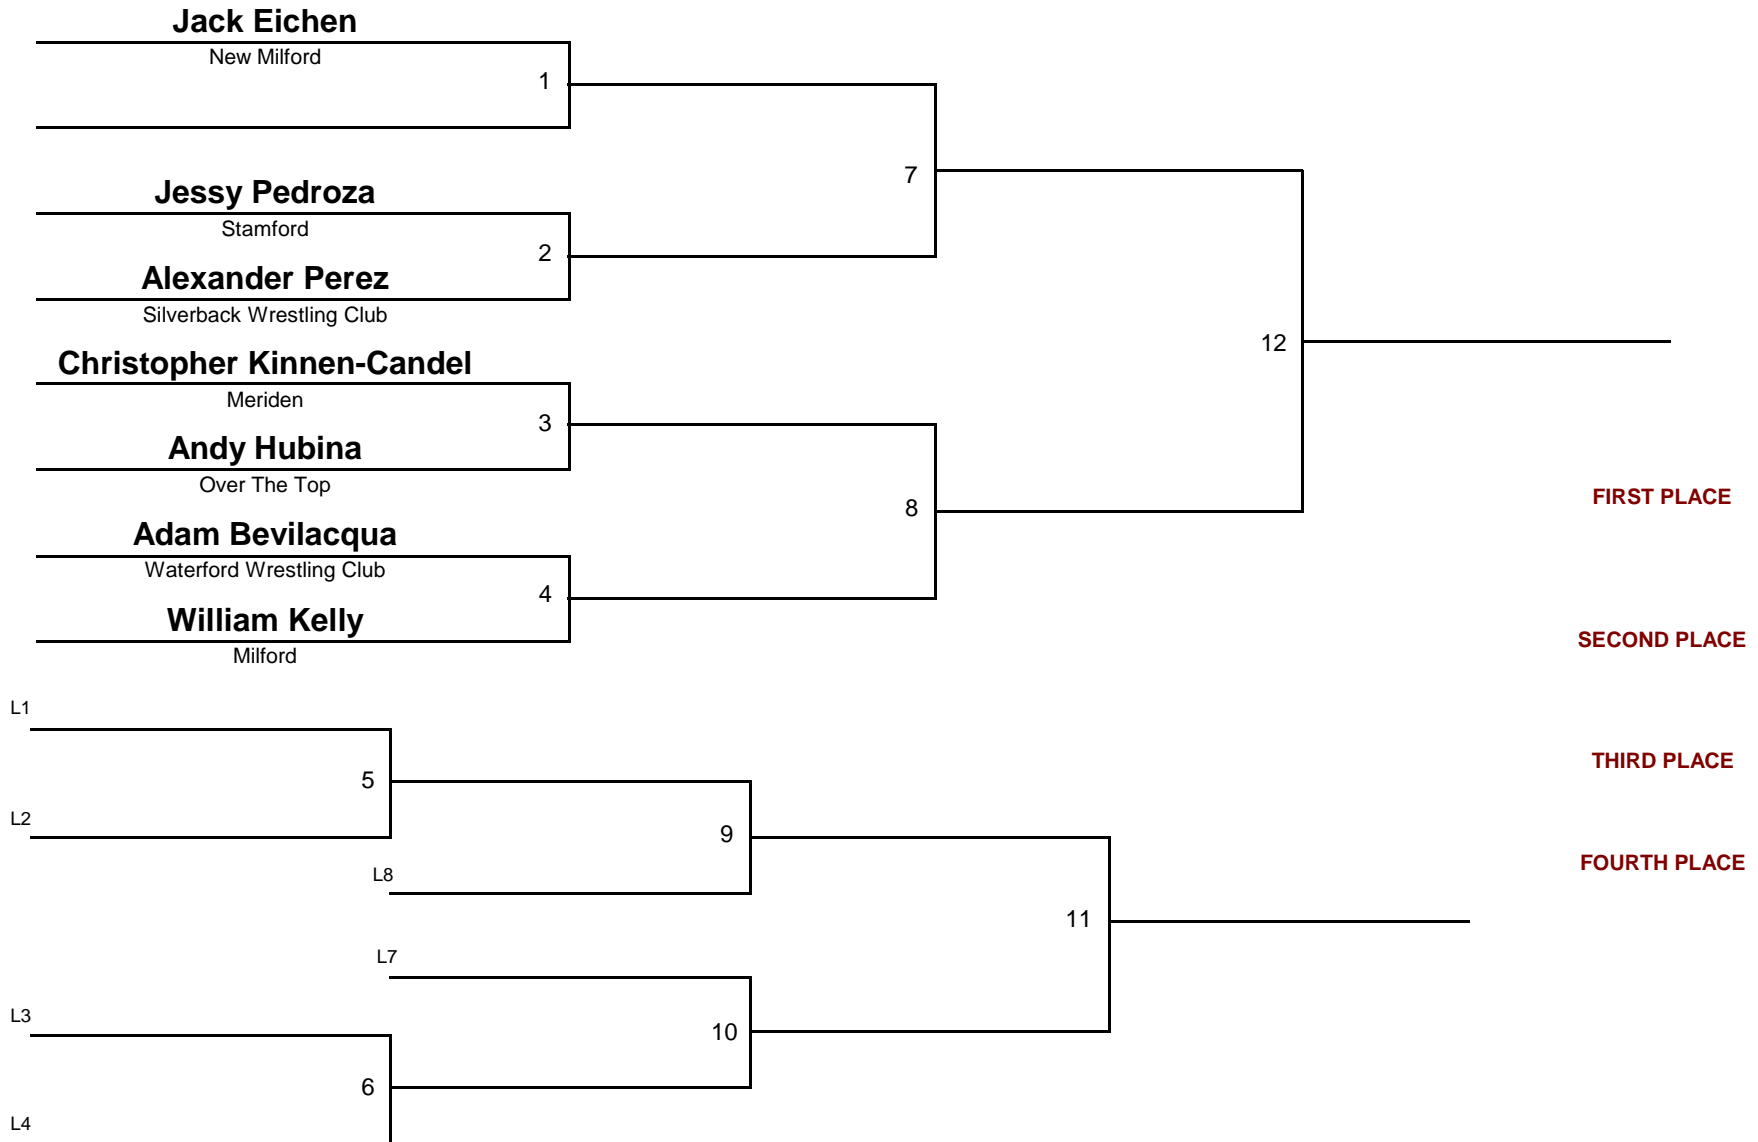 Jack Eichen
New Milford
1
7
Jessy Pedroza
Stamford
2
Alexander Perez
Silverback Wrestling Club
12
Christopher Kinnen-Candel
Meriden
3
Andy Hubina
Over The Top
8
FIRST PLACE
Adam Bevilacqua
Waterford Wrestling Club
4
William Kelly
Milford
SECOND PLACE
L1
THIRD PLACE
5
L2
9
FOURTH PLACE
L8
11
L7
L3
10
6
L4